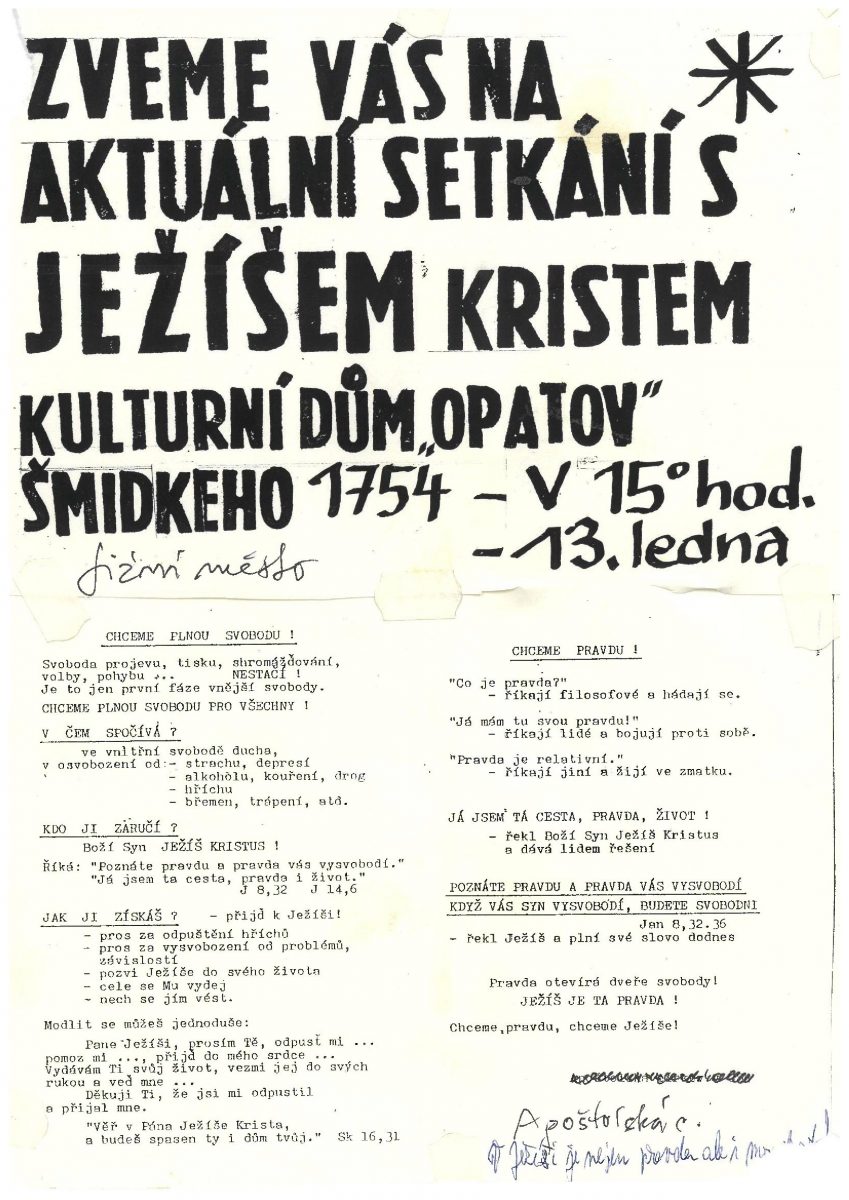 ZVEME VÁS NA
AKTUÁLNÍ SETKÁNÍ S
JEŽÍŠEM KRISTEM
KULTURNÍ DŮM „OPATOV“
ŠMIDKEHO 1754 – V 15° hod.
– 13. ledna
Jižní město
CHCEME PLNOU SVOBODU !
Svoboda projevu, tisku, shromážďování,
volby, pohybu ... NESTACÍ !
Je to jen první fáze vnější svobody.
CHCEME PLNOU SVOBODU PRO VŠECHNY !
V ČEM SPOČÍVÁ ?
ve vnitřní svobodě ducha,
v osvobození od:- strachu, depresí
- alkoholu, kouření, drog
- hříchu
- břemen, trápení, atd.
KDO JI ZÁRUČÍ ?
Boží Syn JEŽÍŠ KRISTUS !
Říká: "Poznáte pravdu a pravda vás vysvobodí."
"Já jsem ta cesta, pravda i život."
J 8,32 J 14,6
JAK JI ZÍSKÁŠ ? - přijd k Ježíši!
- pros za odpuštění hříchů
- pros za vysvobození od problémů,
závislostí
- pozvi Ježíše do svého života
- cele se Mu vydej
- nech se jím vést.
Modlit se můžeš jednoduše:
Pane Ježíši, prosím Tě, odpusť mi ...
pomoz mi ..., přijď do mého srdce ...
Vydávám Ti svůj život, vezmi jej do svých
rukou a veď mne ...
Děkuji Ti, že jsi mi odpustil
a přijal mne.
"Věř v Pána Ježíše Krista,
a budeš spasen ty i dům tvůj." Sk 16,31
CHCEME PRAVDU !
"Co je pravda?"
- říkají filosofové a hádají se.
"Já mám tu svou pravdu!"
- říkají lidé a bojují proti sobě.
"Pravda je relativní."
- říkají jiní a žijí ve zmatku.
JÁ JSEM TÁ CESTA, PRAVDA, ŽIVOT !
- řekl Boží Syn Ježíš Kristus
a dává lidem řešení
POZNÁTE PRAVDU A PRAVDA VÁS VYSVOBODÍ
KDYŽ VÁS SYN VYSVOBODÍ, BUDETE SVOBODNI
Jan 8,32.36
- řekl Ježíš a plní své slovo dodnes
Pravda otevírá dveře svobody!
JEŽÍŠ JE TA PRAVDA !
Chceme pravdu, chceme Ježíše!
Apoštolská c.
V Ježíši je nejen pravda ale i